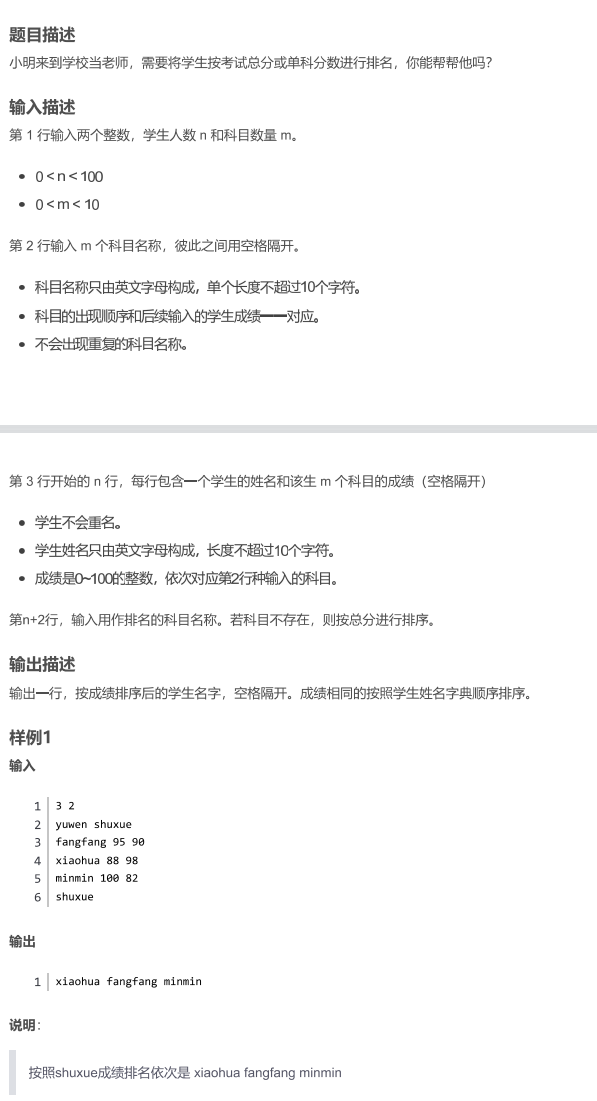 题目描述
小明来到学校当老师，需要将学生按考试总分或单科分数进行排名，你能帮帮他吗？
输入描述
第 1 行输入两个整数，学生人数 n 和科目数量 m。
• 0 < n < 100
• 0 < m < 10
第 2 行输入 m 个科目名称，彼此之间用空格隔开。
• 科目名称只由英文字母构成，单个长度不超过10个字符。
• 科目的出现顺序和后续输入的学生成绩一一对应。
• 不会出现重复的科目名称。
第 3 行开始的 n 行，每行包含一个学生的姓名和该生 m 个科目的成绩（空格隔开）
• 学生不会重名。
• 学生姓名只由英文字母构成，长度不超过10个字符。
• 成绩是0~100的整数，依次对应第2行种输入的科目。
第n+2行，输入用作排名的科目名称。若科目不存在，则按总分进行排序。
输出描述
输出一行，按成绩排序后的学生名字，空格隔开。成绩相同的按照学生姓名字典顺序排序。
样例1
输入
1 3 2
2 yuwen shuxue
3 fangfang 95 90
4 xiaohua 88 98
5 minmin 100 82
6 shuxue
输出
1 xiaohua fangfang minmin
说明：
按照shuxue成绩排名依次是 xiaohua fangfang minmin